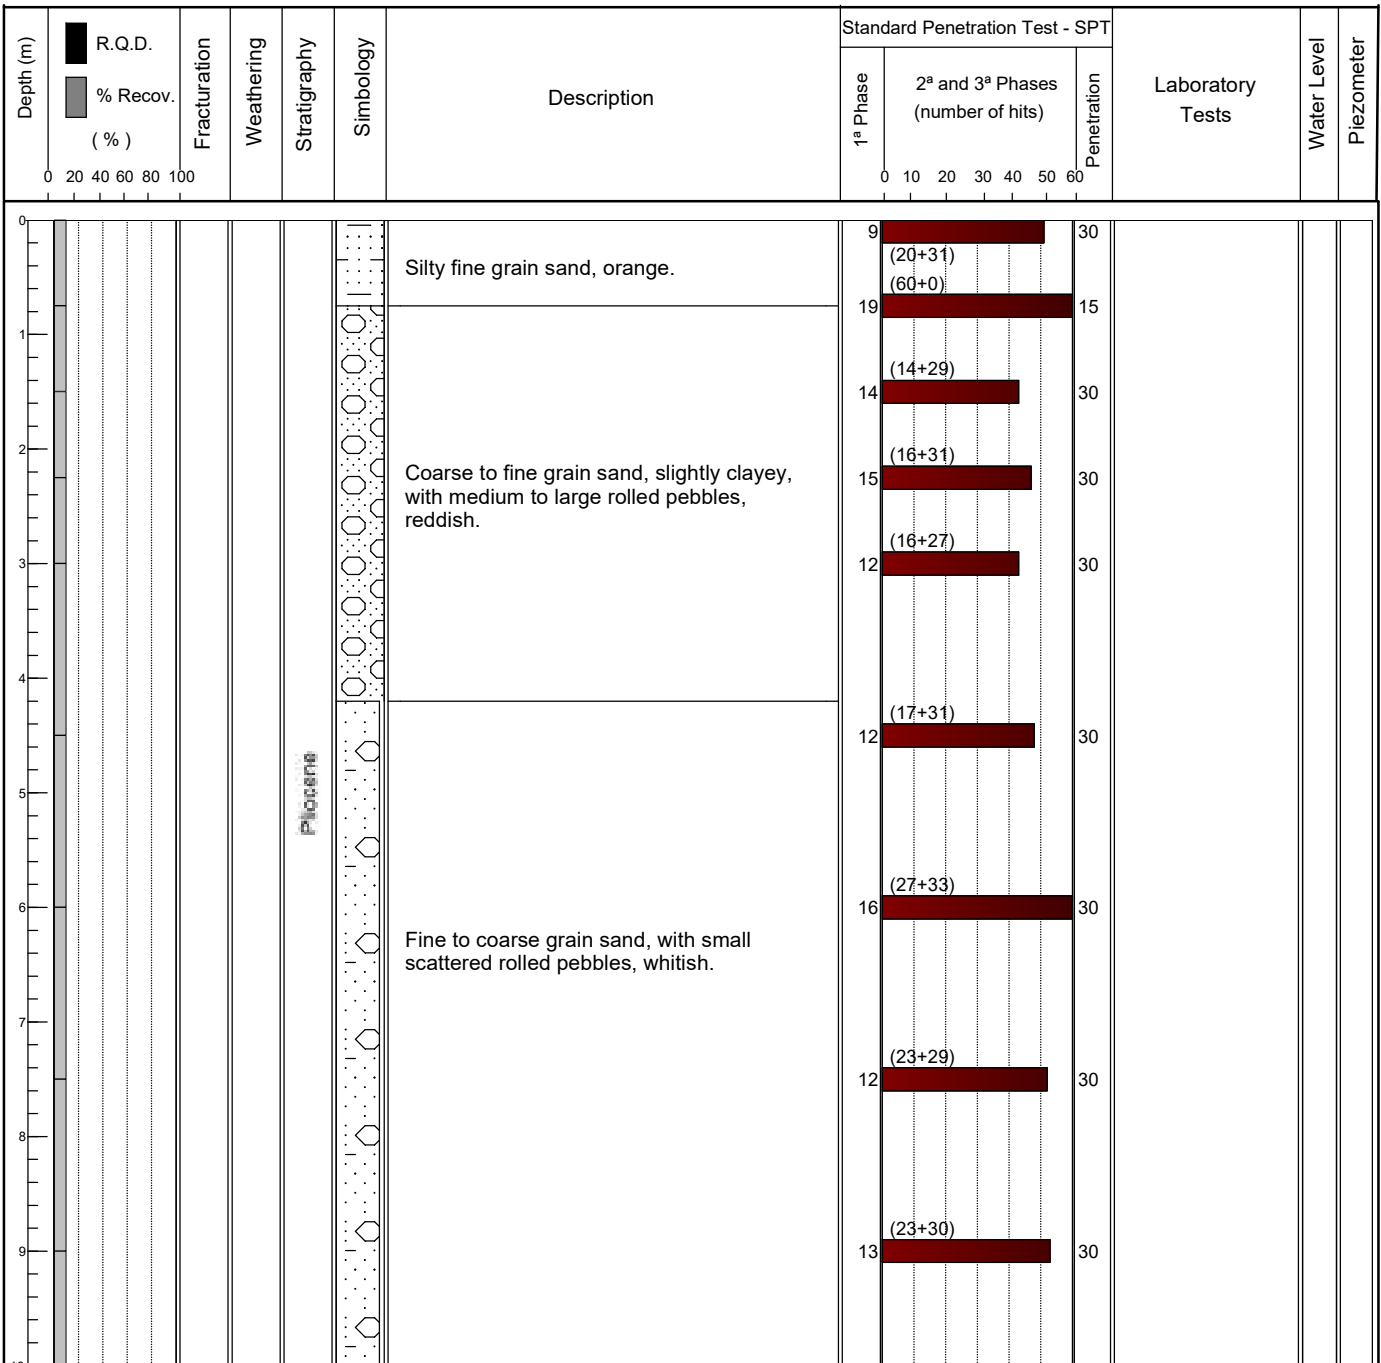 Depth (m)
R.Q.D.
% Recov.
( % )
0 20 40 60 80 100
Fracturation
Weathering
Stratigraphy
Simbology
Description
Standard Penetration Test - SPT
1ª Phase
2ª and 3ª Phases
(number of hits)
0 10 20 30 40 50 60
Penetration
Laboratory
Tests
Water Level
Piezometer
0
9 30
(20+31)
Silty fine grain sand, orange.
(60+0)
19 15
1
(14+29)
14 30
2
(16+31)
15 30
Coarse to fine grain sand, slightly clayey,
with medium to large rolled pebbles,
reddish.
(16+27)
3
12 30
4
(17+31)
12 30
Pliocene
5
(27+33)
6
16 30
Fine to coarse grain sand, with small
scattered rolled pebbles, whitish.
7
(23+29)
12 30
8
(23+30)
9
13 30